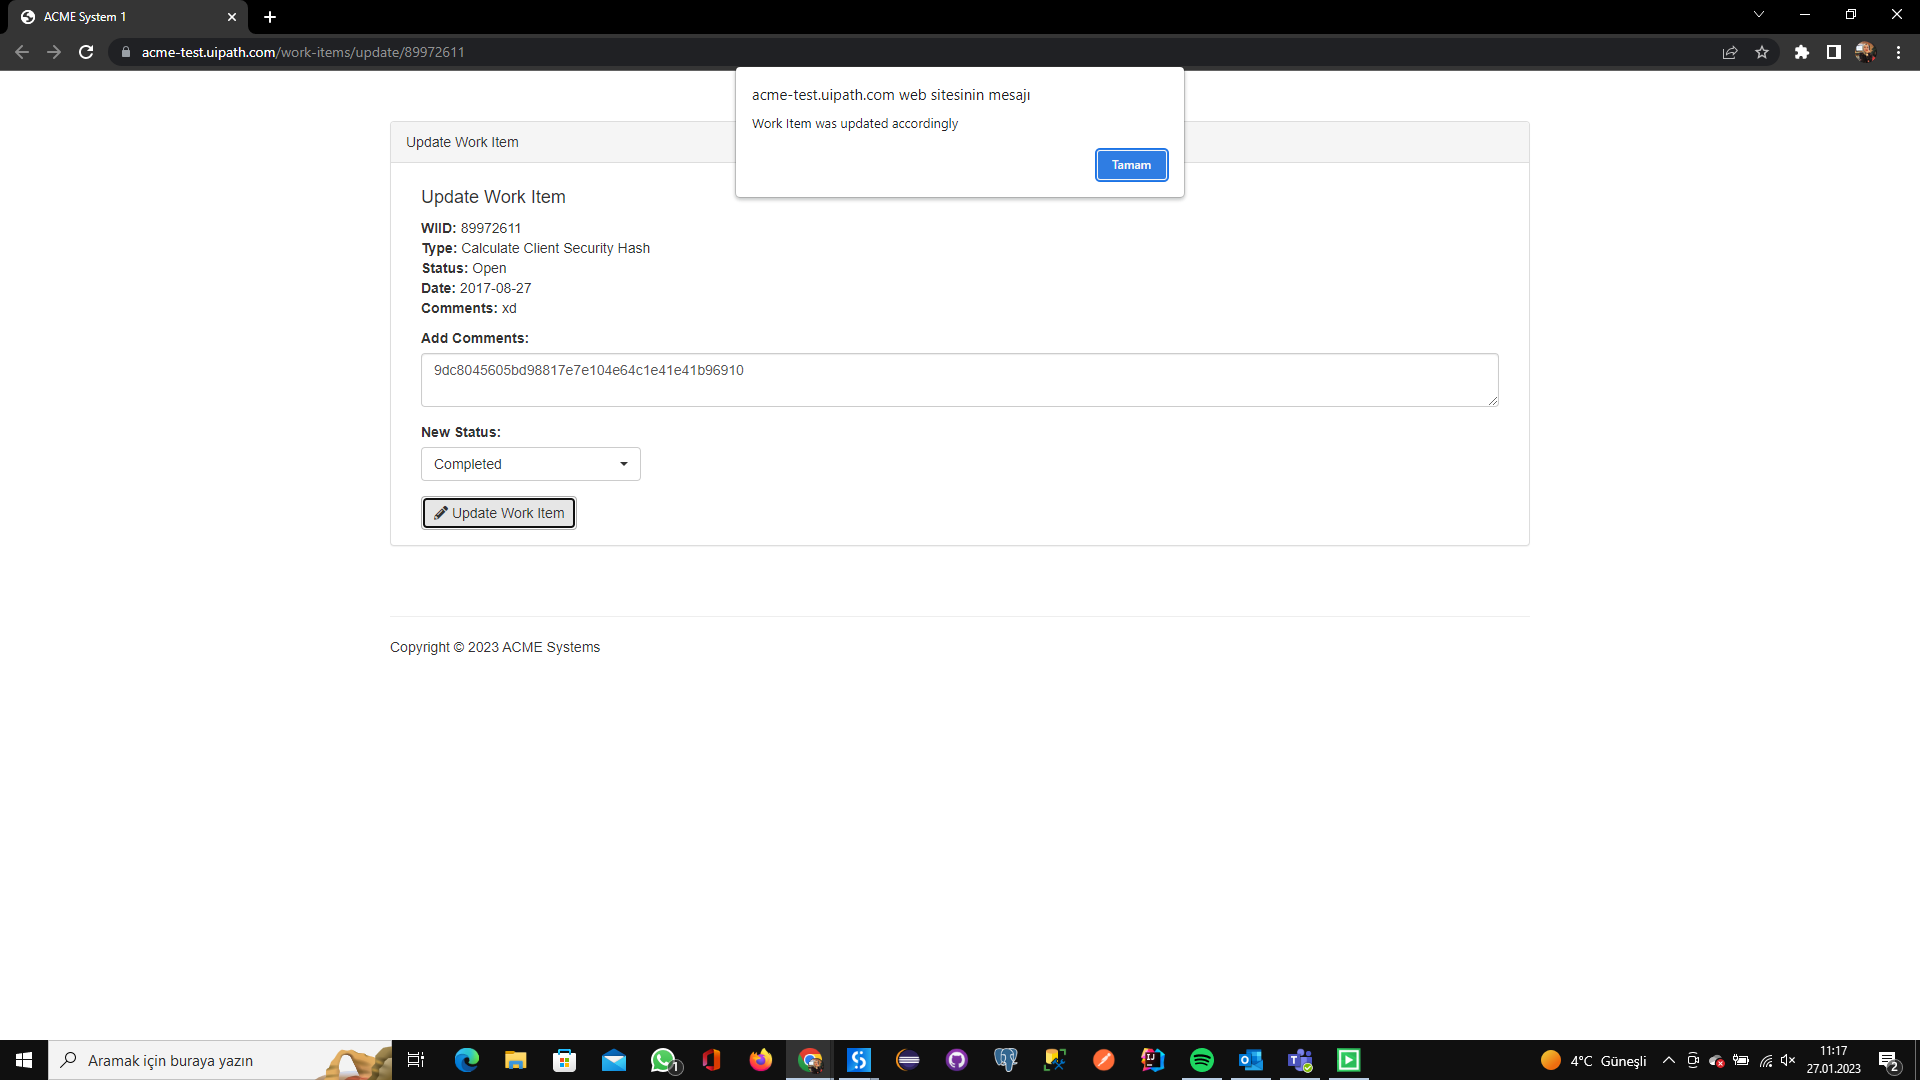 ACME System 1
acme-test.uipath.com/work-items/update/89972611
acme-test.uipath.com web sitesinin mesajı
Work Item was updated accordingly
Tamam
Update Work Item
Update Work Item
WIID: 89972611
Type: Calculate Client Security Hash
Status: Open
Date: 2017-08-27
Comments: xd
Add Comments:
9dc8045605bd98817e7e104e64c1e41e41b96910
New Status:
Completed
Update Work Item
Copyright © 2023 ACME Systems
Aramak için buraya yazın
1
4°C Güneşli
11:17
27.01.2023
2